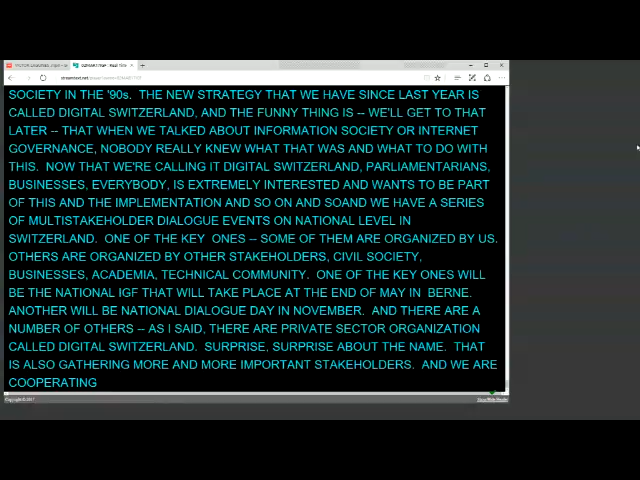 SOCIETY IN THE '90s.  THE NEW STRATEGY THAT WE HAVE SINCE LAST YEAR IS
CALLED DIGITAL SWITZERLAND, AND THE FUNNY THING IS -- WE'LL GET TO THAT
LATER -- THAT WHEN WE TALKED ABOUT INFORMATION SOCIETY OR INTERNET
GOVERNANCE, NOBODY REALLY KNEW WHAT THAT WAS AND WHAT TO DO WITH
THIS.  NOW THAT WE'RE CALLING IT DIGITAL SWITZERLAND, PARLIAMENTARIANS,
BUSINESSES, EVERYBODY, IS EXTREMELY INTERESTED AND WANTS TO BE PART
OF THIS AND THE IMPLEMENTATION AND SO ON AND SOAND WE HAVE A SERIES
OF MULTISTAKEHOLDER DIALOGUE EVENTS ON NATIONAL LEVEL IN
SWITZERLAND.  ONE OF THE KEY  ONES -- SOME OF THEM ARE ORGANIZED BY US.
OTHERS ARE ORGANIZED BY OTHER STAKEHOLDERS, CIVIL SOCIETY,
BUSINESSES, ACADEMIA, TECHNICAL COMMUNITY.  ONE OF THE KEY ONES WILL
BE THE NATIONAL IGF THAT WILL TAKE PLACE AT THE END OF MAY IN  BERNE.
ANOTHER WILL BE NATIONAL DIALOGUE DAY IN NOVEMBER.  AND THERE ARE A
NUMBER OF OTHERS -- AS I SAID, THERE ARE PRIVATE SECTOR ORGANIZATION
CALLED DIGITAL SWITZERLAND.  SURPRISE, SURPRISE ABOUT THE NAME.  THAT
IS ALSO GATHERING MORE AND MORE IMPORTANT STAKEHOLDERS.  AND WE ARE
COOPERATING